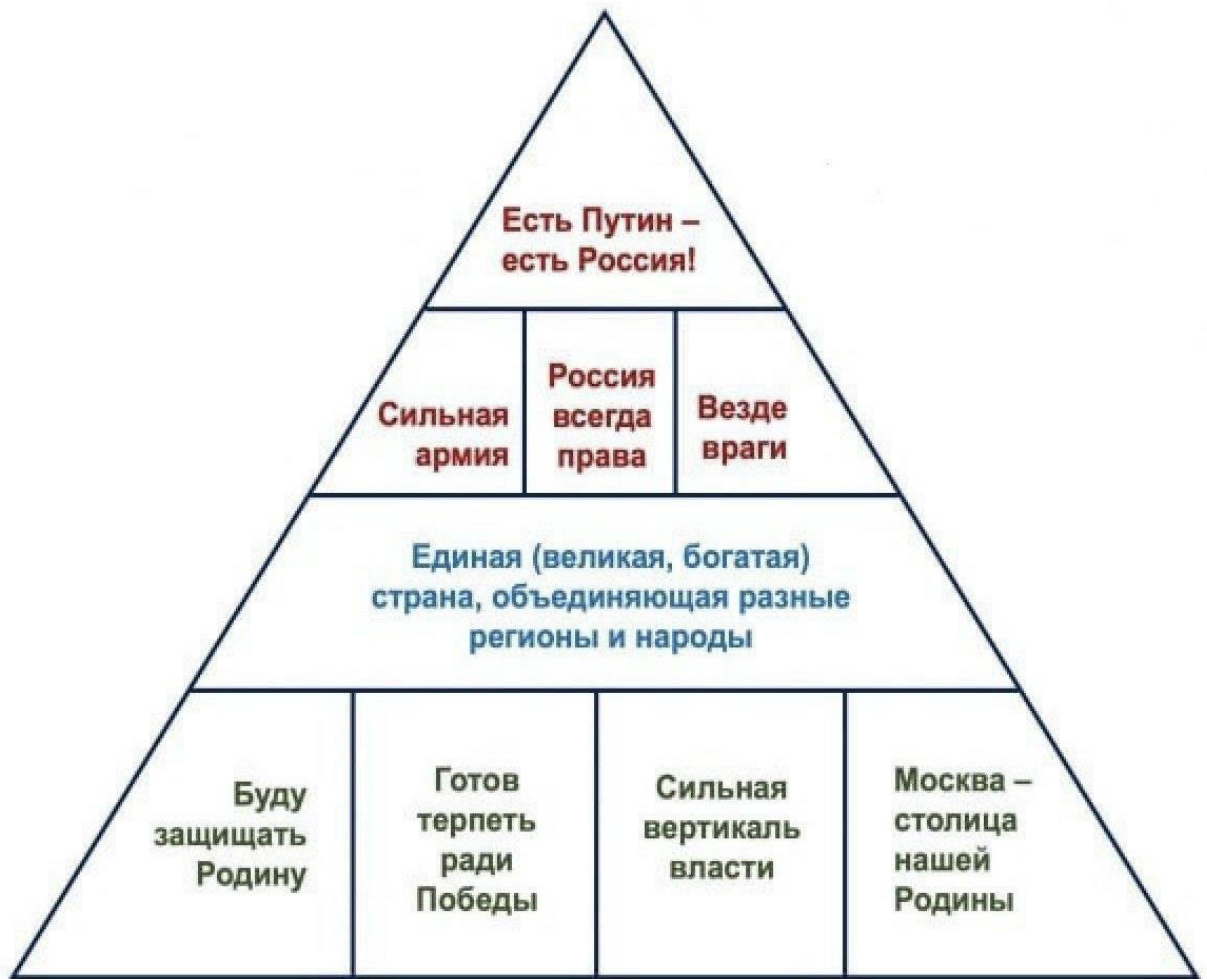 Есть Путин –
есть Россия!
Сильная
армия
Россия
всегда
права
Везде
враги
Единая (великая, богатая)
страна, объединяющая разные
регионы и народы
Буду
защищать
Родину
Готов
терпеть
ради
Победы
Сильная
вертикаль
власти
Москва –
столица
нашей
Родины